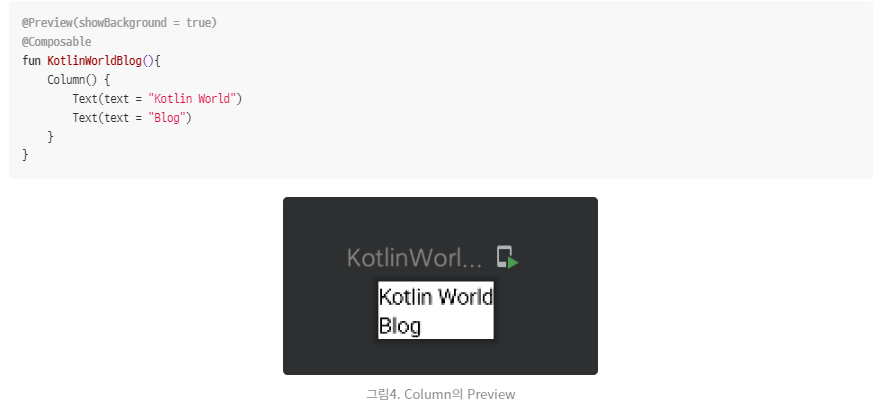 @Preview(showBackground = true)
@Composable
fun KotlinWorldBlog(){
    Column() {
        Text(text = "Kotlin World")
        Text(text = "Blog")
    }
}
KotlinWorl...
Kotlin World
Blog
그림4. Column의 Preview